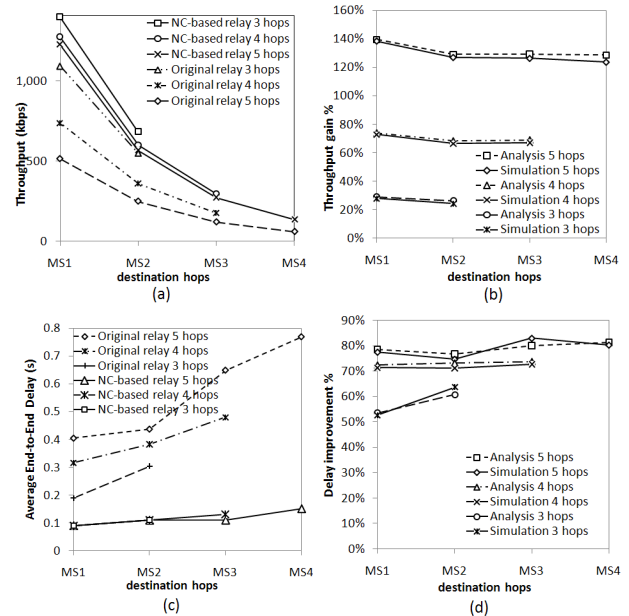 NC-based relay 3 hops
NC-based relay 4 hops
NC-based relay 5 hops
Original relay 3 hops
Original relay 4 hops
Original relay 5 hops
Throughput (kbps)
1,000
500
0
MS1 MS2 MS3 MS4
destination hops
(a)
Throughput gain %
160%
140%
120%
100%
80%
60%
40%
20%
0%
Analysis 5 hops
Simulation 5 hops
Analysis 4 hops
Simulation 4 hops
Analysis 3 hops
Simulation 3 hops
MS1 MS2 MS3 MS4
destination hops
(b)
Average End-to-End Delay (s)
0.8
0.7
0.6
0.5
0.4
0.3
0.2
0.1
0
Original relay 5 hops
Original relay 4 hops
Original relay 3 hops
NC-based relay 5 hops
NC-based relay 4 hops
NC-based relay 3 hops
MS1 MS2 MS3 MS4
destination hops
(c)
Delay improvement %
90%
80%
70%
60%
50%
40%
30%
20%
10%
0%
Analysis 5 hops
Simulation 5 hops
Analysis 4 hops
Simulation 4 hops
Analysis 3 hops
Simulation 3 hops
MS1 MS2 MS3 MS4
destination hops
(d)